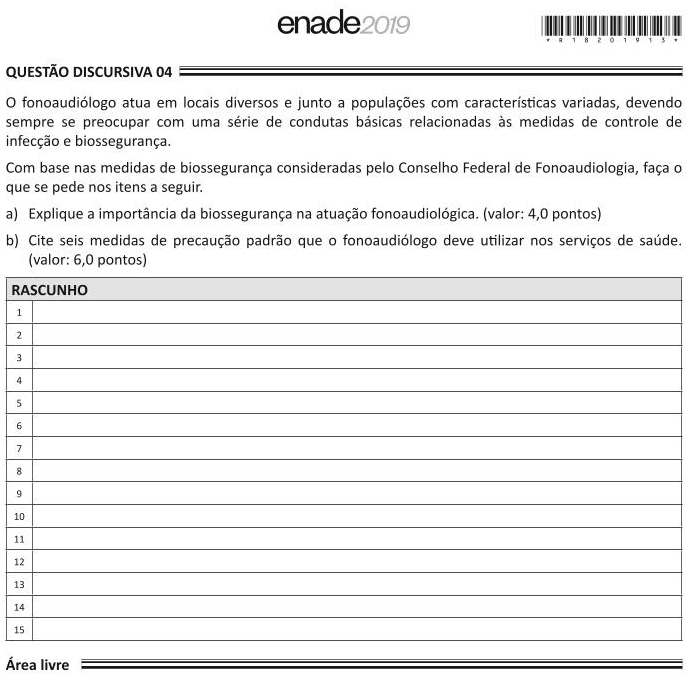 enade2019
* R 1 8 2 0 1 9 1 3 *
QUESTÃO DISCURSIVA 04
O fonoaudiólogo atua em locais diversos e junto a populações com características variadas, devendo
sempre se preocupar com uma série de condutas básicas relacionadas às medidas de controle de
infecção e biossegurança.
Com base nas medidas de biossegurança consideradas pelo Conselho Federal de Fonoaudiologia, faça o
que se pede nos itens a seguir.
a) Explique a importância da biossegurança na atuação fonoaudiológica. (valor: 4,0 pontos)
b) Cite seis medidas de precaução padrão que o fonoaudiólogo deve utilizar nos serviços de saúde.
(valor: 6,0 pontos)
RASCUNHO
1
2
3
4
5
6
7
8
9
10
11
12
13
14
15
Área livre